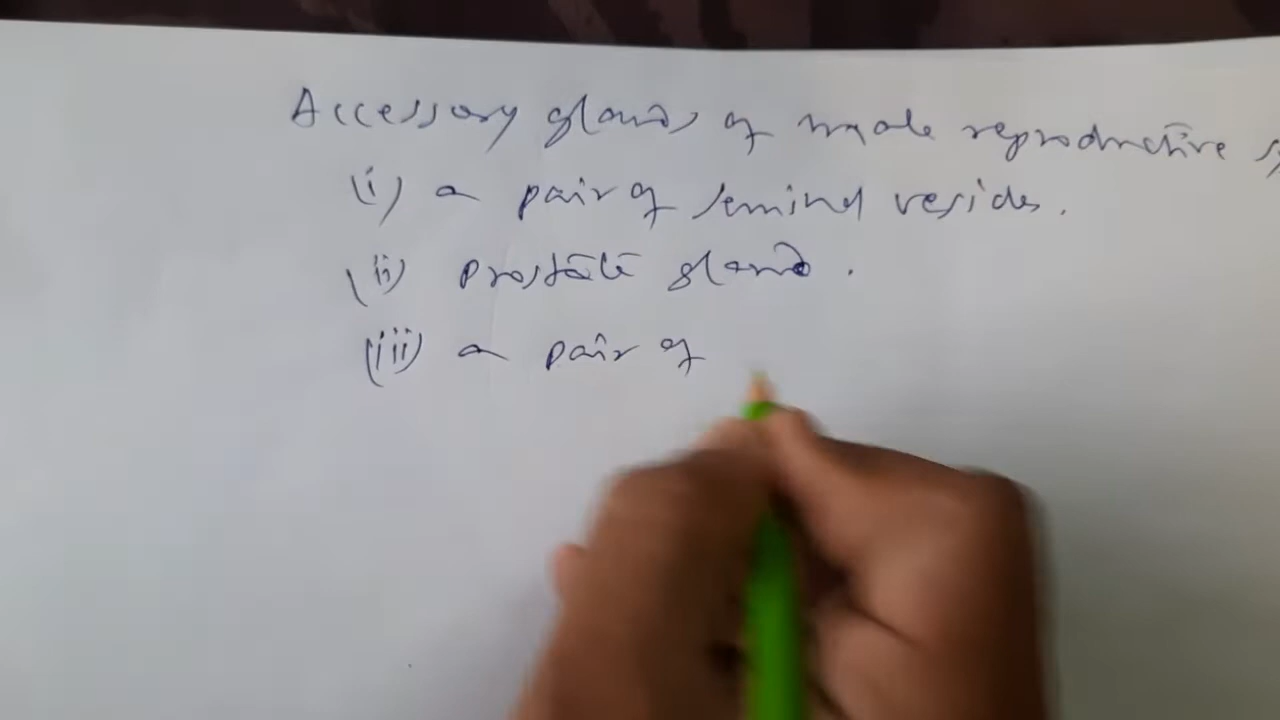 Accessory glands of male reproductive
(i) a pair of seminal vesicles.
(ii) prostate gland.
(iii) a pair of